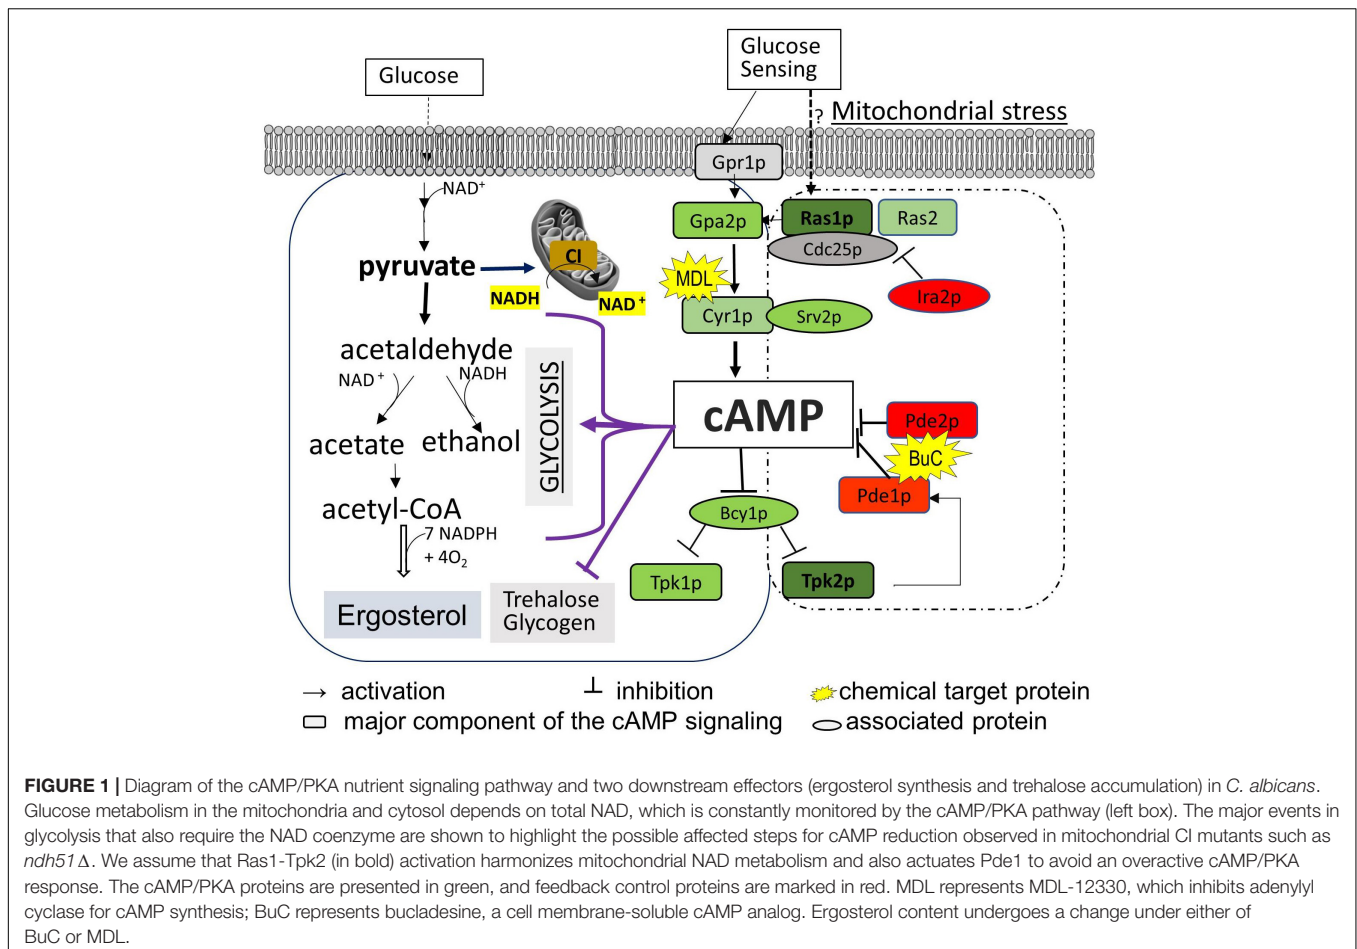 Glucose
Glucose
Sensing
? Mitochondrial stress
Gpr1p
NAD+
Gpa2p
Ras1p
Ras2
Cdc25p
pyruvate
CI
MDL
NADH
NAD+
Ira2p
Cyr1p
Srv2p
acetaldehyde
NAD+
NADH
GLYCOLYSIS
cAMP
Pde2p
acetate
ethanol
BuC
Pde1p
acetyl-CoA
Bcy1p
7 NADPH
+ 4O₂
Tpk1p
Tpk2p
Ergosterol
Trehalose
Glycogen
→ activation
⊥ inhibition
chemical target protein
major component of the cAMP signaling
associated protein
FIGURE 1 | Diagram of the cAMP/PKA nutrient signaling pathway and two downstream effectors (ergosterol synthesis and trehalose accumulation) in C. albicans.
Glucose metabolism in the mitochondria and cytosol depends on total NAD, which is constantly monitored by the cAMP/PKA pathway (left box). The major events in
glycolysis that also require the NAD coenzyme are shown to highlight the possible affected steps for cAMP reduction observed in mitochondrial CI mutants such as
ndh51Δ. We assume that Ras1-Tpk2 (in bold) activation harmonizes mitochondrial NAD metabolism and also actuates Pde1 to avoid an overactive cAMP/PKA
response. The cAMP/PKA proteins are presented in green, and feedback control proteins are marked in red. MDL represents MDL-12330, which inhibits adenylyl
cyclase for cAMP synthesis; BuC represents bucladesine, a cell membrane-soluble cAMP analog. Ergosterol content undergoes a change under either of
BuC or MDL.